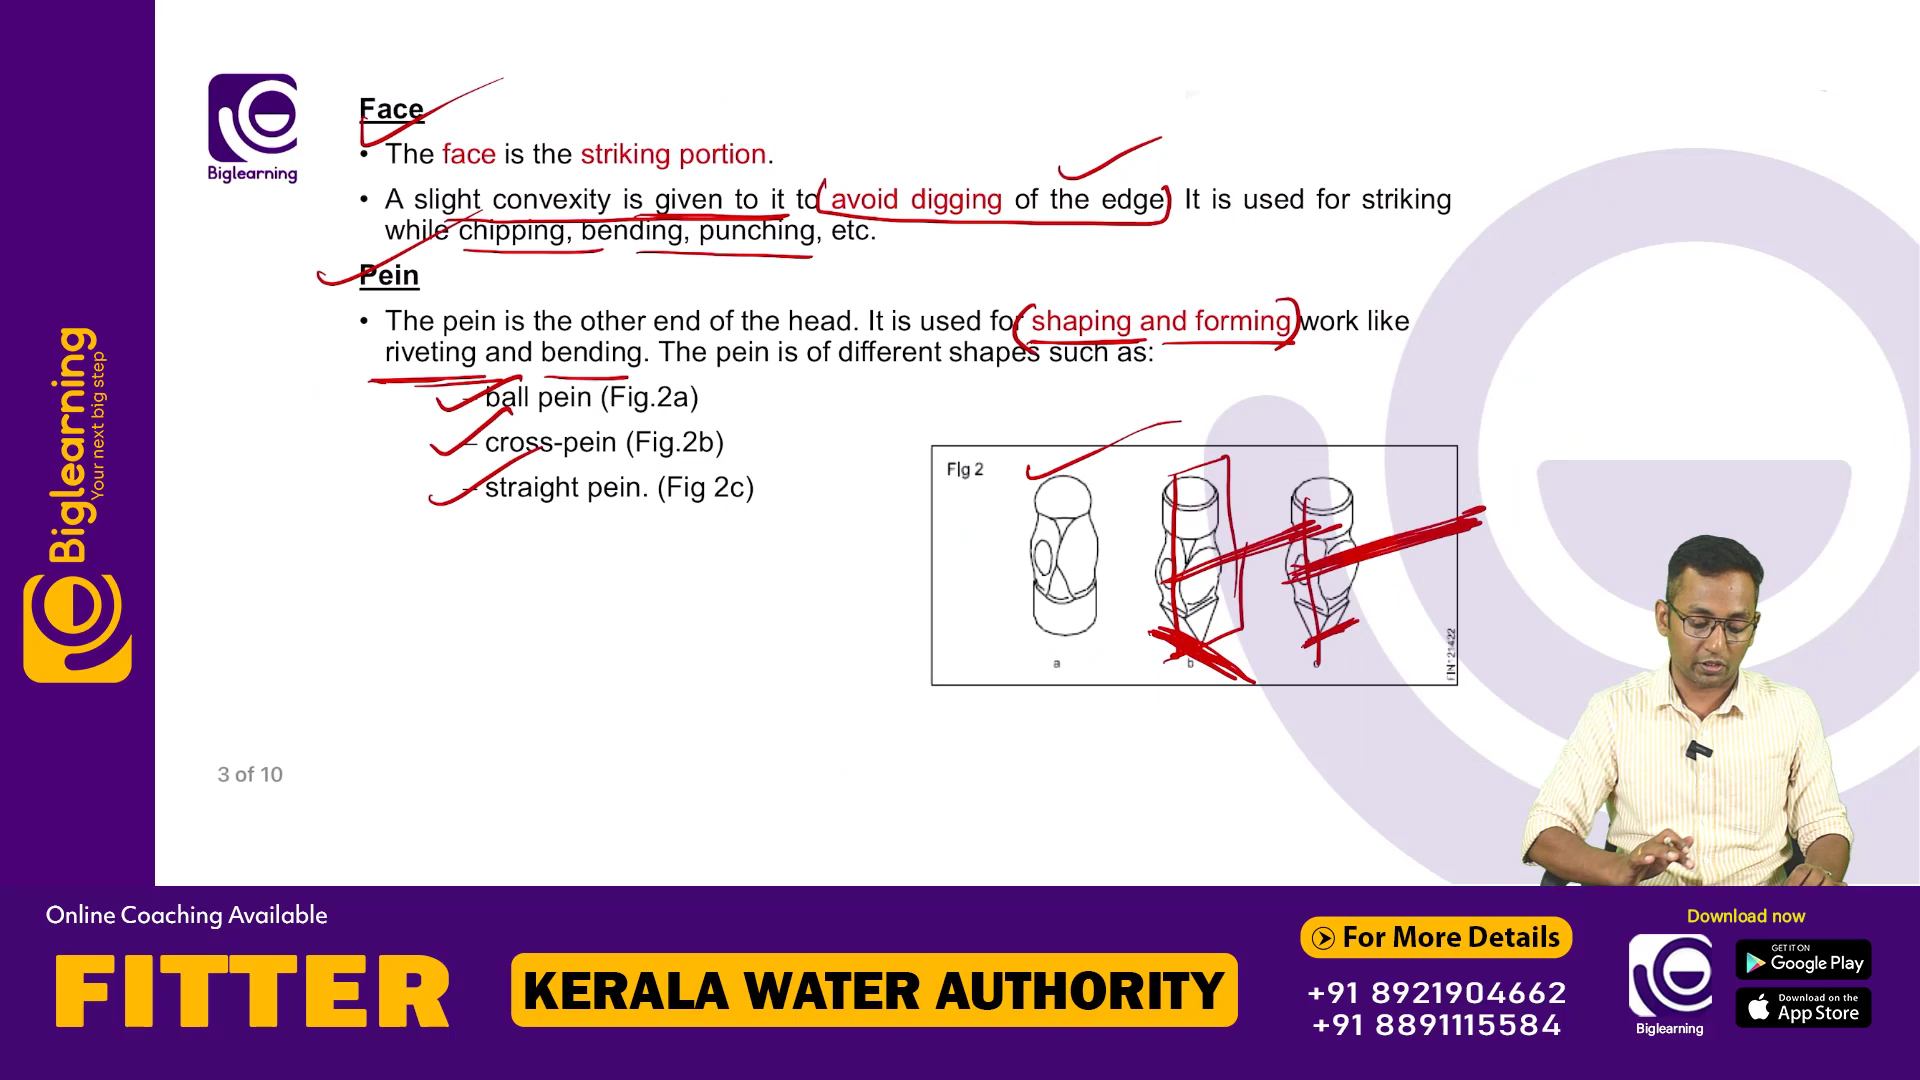 Biglearning
Face
• The face is the striking portion.
• A slight convexity is given to it to avoid digging of the edge It is used for striking
while chipping, bending, punching, etc.
Pein
• The pein is the other end of the head. It is used for shaping and forming work like
riveting and bending. The pein is of different shapes such as:
– ball pein (Fig.2a)
– cross-pein (Fig.2b)
– straight pein. (Fig 2c)
Fig 2
a
b
c
FIN121422
3 of 10
Biglearning
Your next big step
Online Coaching Available
FITTER
KERALA WATER AUTHORITY
For More Details
+91 8921904662
+91 8891115584
Download now
Biglearning
GET IT ON
Google Play
Download on the
App Store